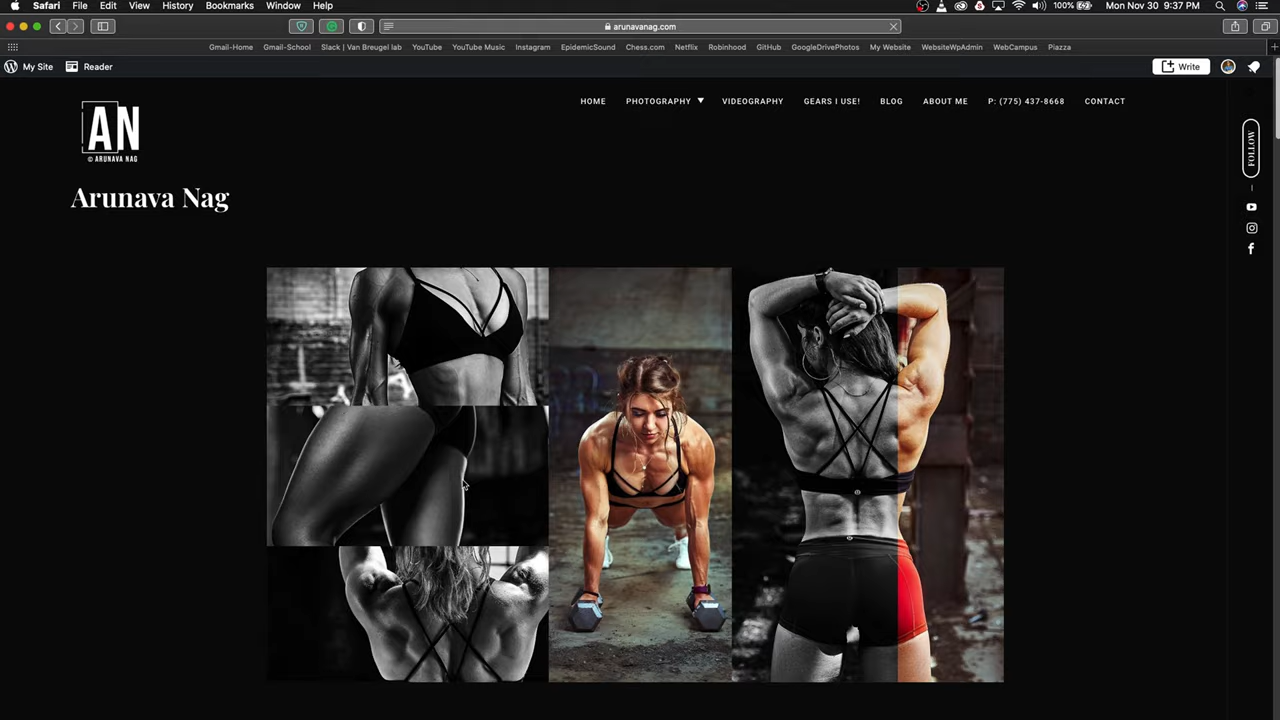 Safari File Edit View History Bookmarks Window Help 100% Mon Nov 30 9:37 PM
arunavanag.com
Gmail-Home Gmail-School Slack | Van Breugel lab YouTube YouTube Music Instagram EpidemicSound Chess.com Netflix Robinhood GitHub GoogleDrivePhotos My Website WebsiteWpAdmin WebCampus Piazza
My Site Reader Write
HOME PHOTOGRAPHY VIDEOGRAPHY GEARS I USE! BLOG ABOUT ME P: (775) 437-8668 CONTACT
AN
© ARUNAVA NAG
FOLLOW
Arunava Nag